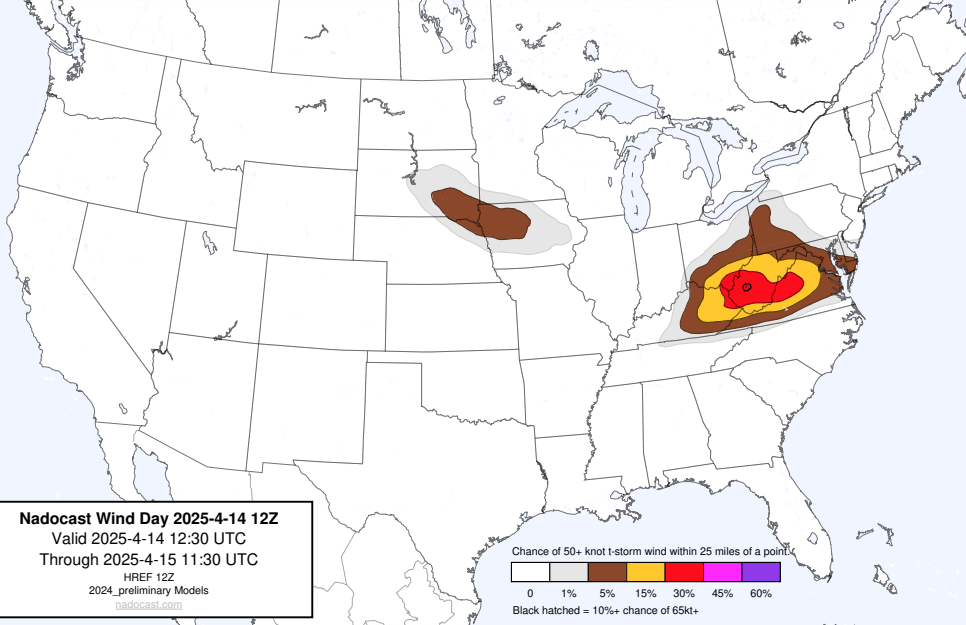 Nadocast Wind Day 2025-4-14 12Z
Valid 2025-4-14 12:30 UTC
Through 2025-4-15 11:30 UTC
HREF 12Z
2024_preliminary Models
nadocast.com
Chance of 50+ knot t-storm wind within 25 miles of a point.
0 1% 5% 15% 30% 45% 60%
Black hatched = 10%+ chance of 65kt+